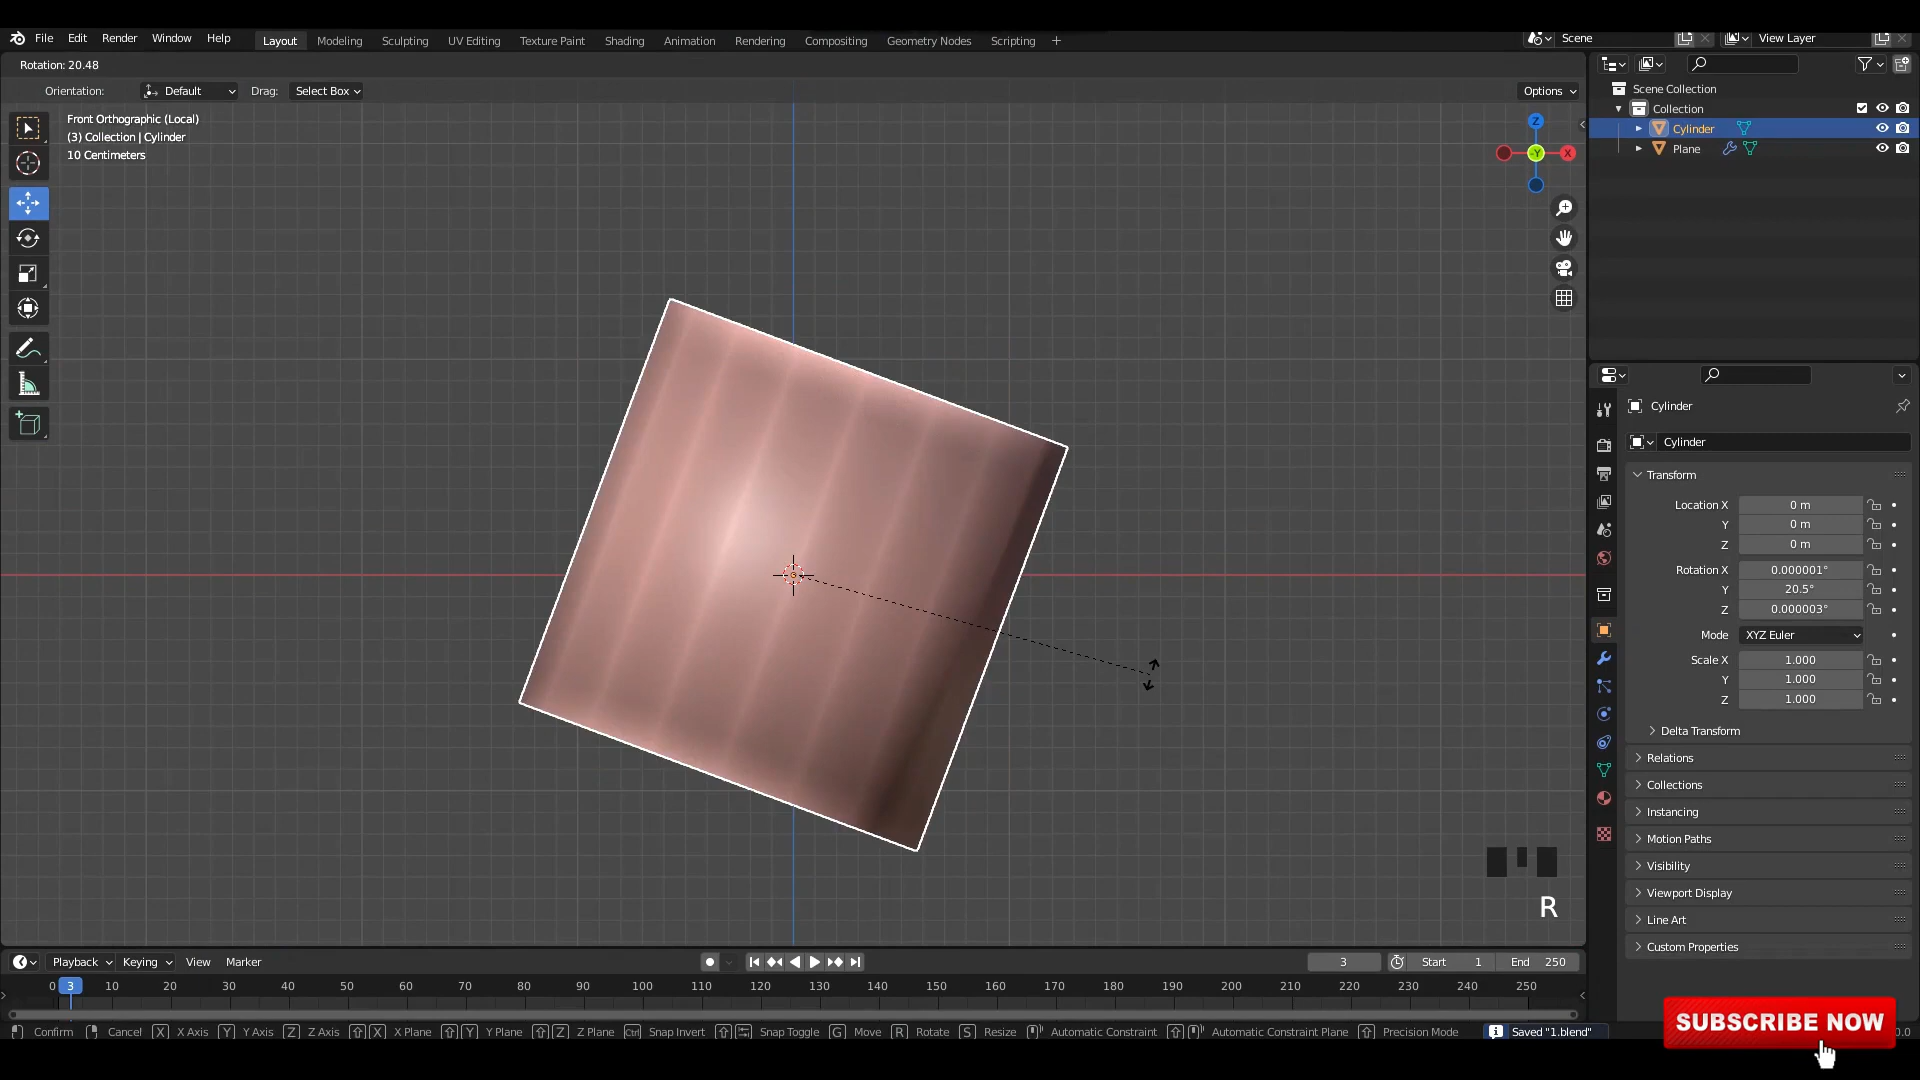 File Edit Render Window Help Layout Modeling Sculpting UV Editing Texture Paint Shading Animation Rendering Compositing Geometry Nodes Scripting + Scene View Layer
Rotation: 20.48
Orientation: Default Drag: Select Box Options
Front Orthographic (Local)
(3) Collection | Cylinder
10 Centimeters
Z
-Y X
Scene Collection
Collection
Cylinder
Plane
Cylinder
Cylinder
Transform
Location X 0 m
Y 0 m
Z 0 m
Rotation X 0.000001°
Y 20.5°
Z 0.000003°
Mode XYZ Euler
Scale X 1.000
Y 1.000
Z 1.000
Delta Transform
Relations
Collections
Instancing
Motion Paths
Visibility
Viewport Display
Line Art
Custom Properties
R
Playback Keying View Marker 3 Start 1 End 250
0 3 10 20 30 40 50 60 70 80 90 100 110 120 130 140 150 160 170 180 190 200 210 220 230 240 250
Confirm Cancel X X Axis Y Y Axis Z Z Axis X X Plane Y Y Plane Z Z Plane Ctrl Snap Invert Snap Toggle G Move R Rotate S Resize Automatic Constraint Automatic Constraint Plane Precision Mode Saved "1.blend"
SUBSCRIBE NOW